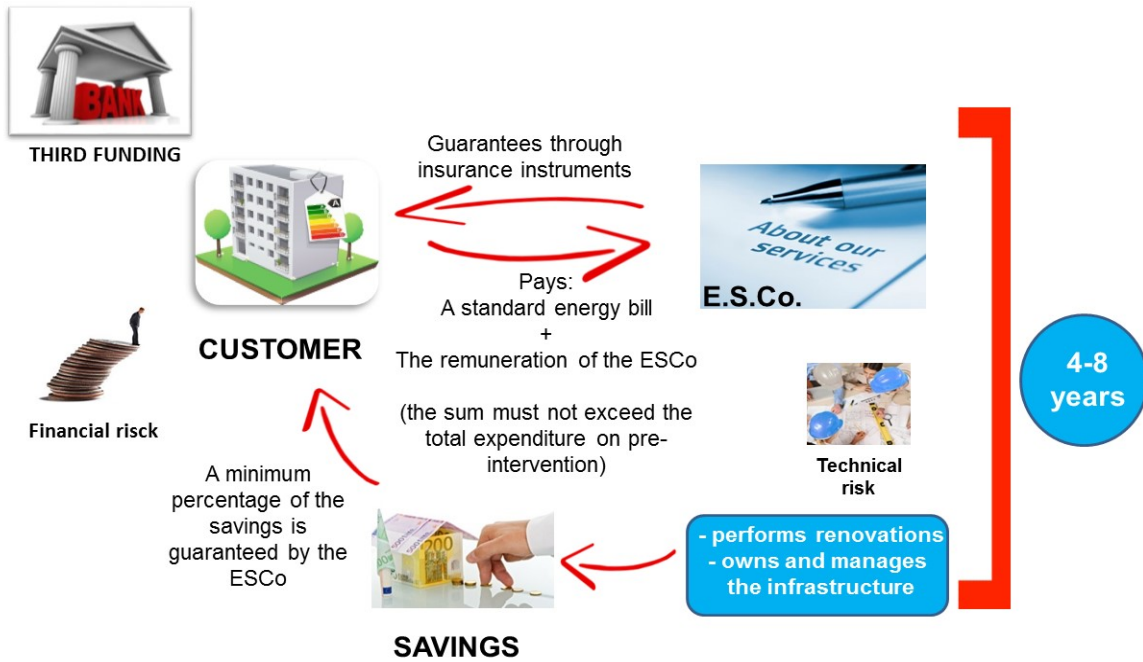 BANK
THIRD FUNDING
Guarantees through
insurance instruments
A
About our
services
E.S.Co.
CUSTOMER
Pays:
A standard energy bill
+
The remuneration of the ESCo
(the sum must not exceed the
total expenditure on pre-
intervention)
4-8
years
Financial risck
Technical
risk
A minimum
percentage of the
savings is
guaranteed by the
ESCo
200
- performs renovations
- owns and manages
the infrastructure
SAVINGS